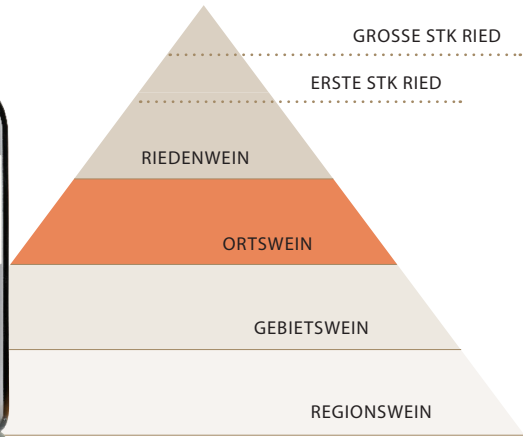 GROSSE STK RIED
ERSTE STK RIED
RIEDENWEIN
ORTSWEIN
GEBIETSWEIN
REGIONSWEIN